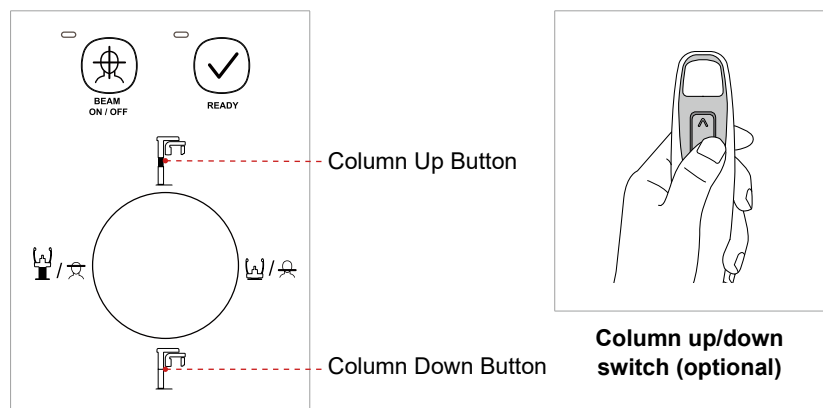 BEAM
ON / OFF
READY
Column Up Button
/
/
Column Down Button
Column up/down
switch (optional)